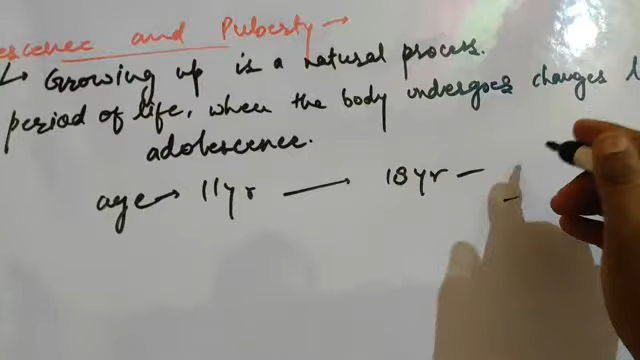 escence and Puberty →
↳ Growing up is a natural process.
period of life, when the body undergoes changes
adolescence.
age → 11yr → 18yr -